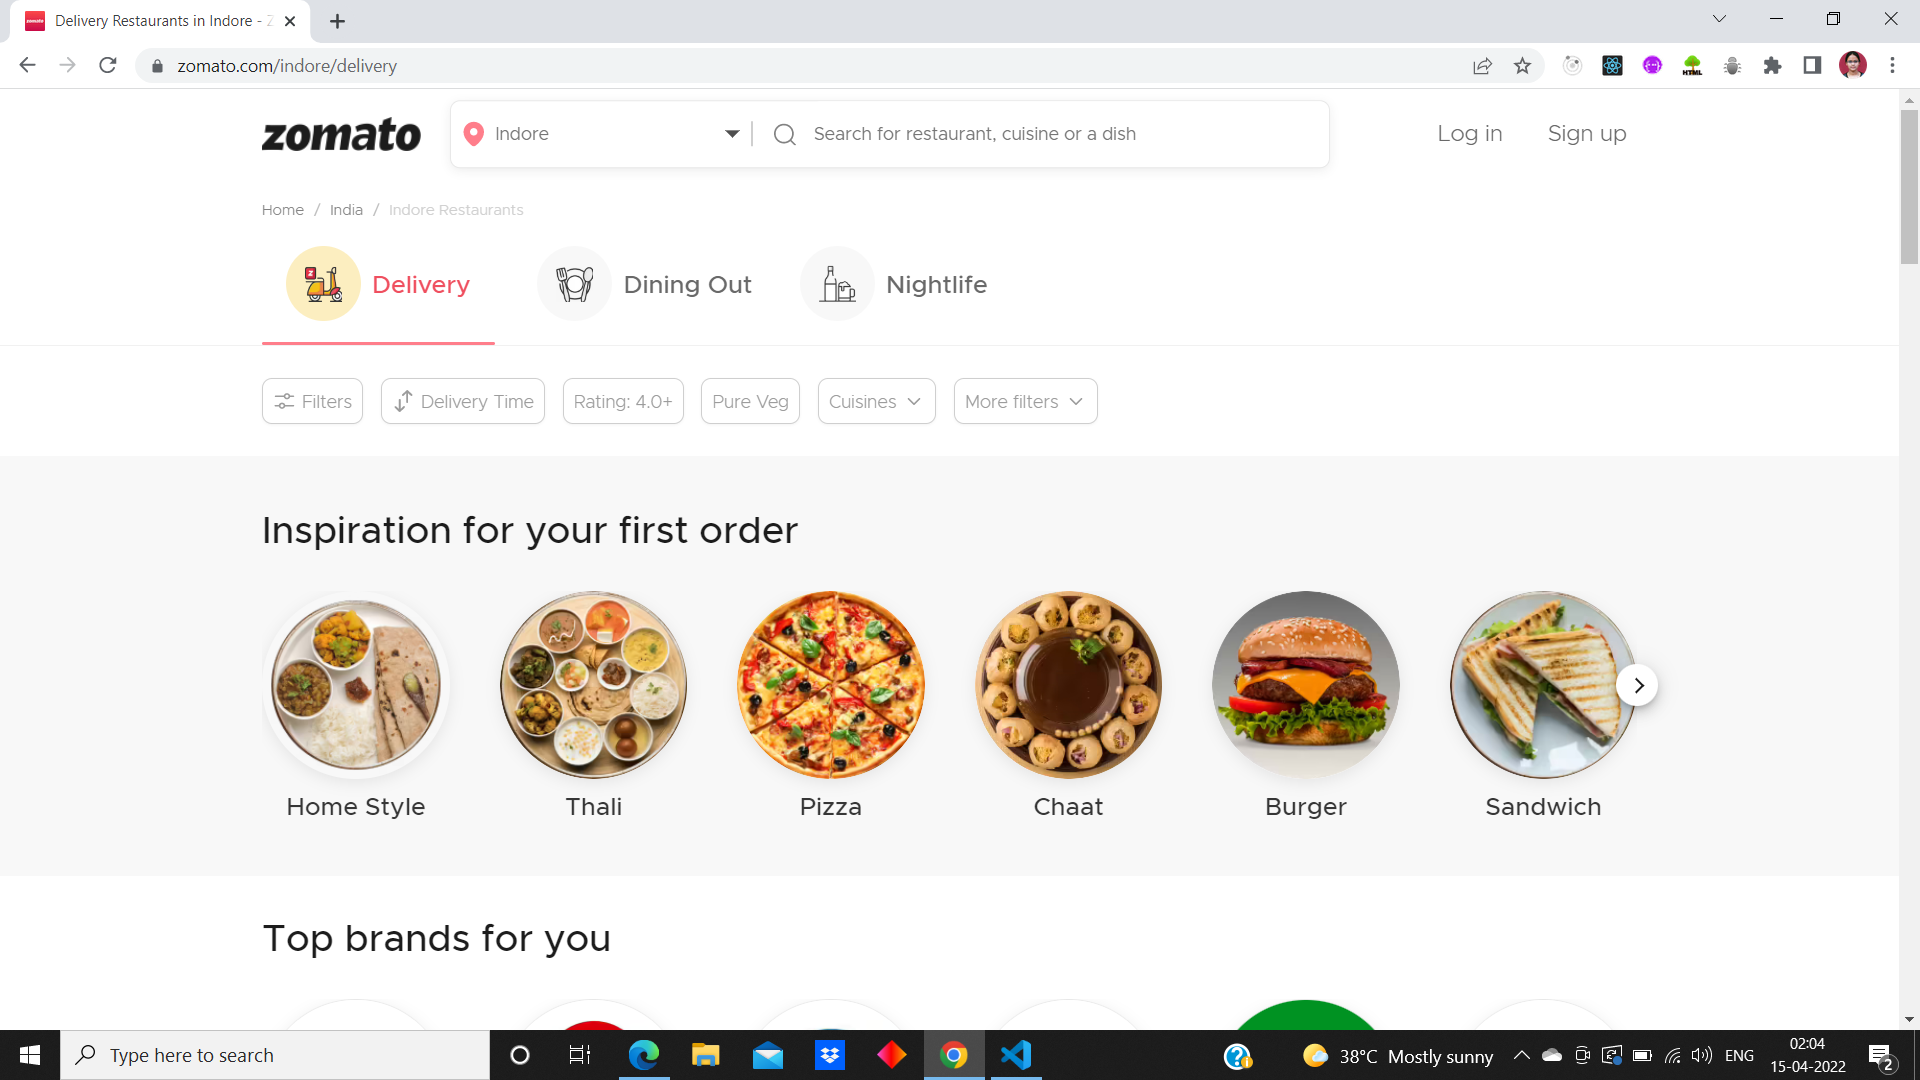 Delivery Restaurants in Indore - Z
zomato.com/indore/delivery
zomato
Indore
Search for restaurant, cuisine or a dish
Log in
Sign up
Home / India / Indore Restaurants
Delivery
Dining Out
Nightlife
Filters
Delivery Time
Rating: 4.0+
Pure Veg
Cuisines
More filters
Inspiration for your first order
Home Style
Thali
Pizza
Chaat
Burger
Sandwich
Top brands for you
Type here to search
38°C Mostly sunny
ENG
02:04
15-04-2022
2